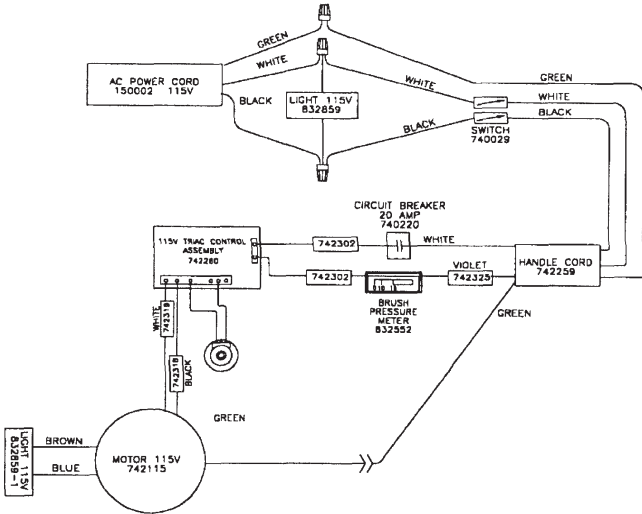 GREEN
WHITE
AC POWER CORD
150002 115V
BLACK
LIGHT 115V
832859
WHITE
BLACK
GREEN
WHITE
BLACK
SWITCH
740029
CIRCUIT BREAKER
20 AMP
740220
115V TRIAC CONTROL
ASSEMBLY
742260
742302
WHITE
HANDLE CORD
742259
742302
VIOLET
742325
BRUSH
PRESSURE
METER
832552
GREEN
WHITE
742319
742318
BLACK
GREEN
LIGHT 115V
832859-1
BROWN
BLUE
MOTOR 115V
742115